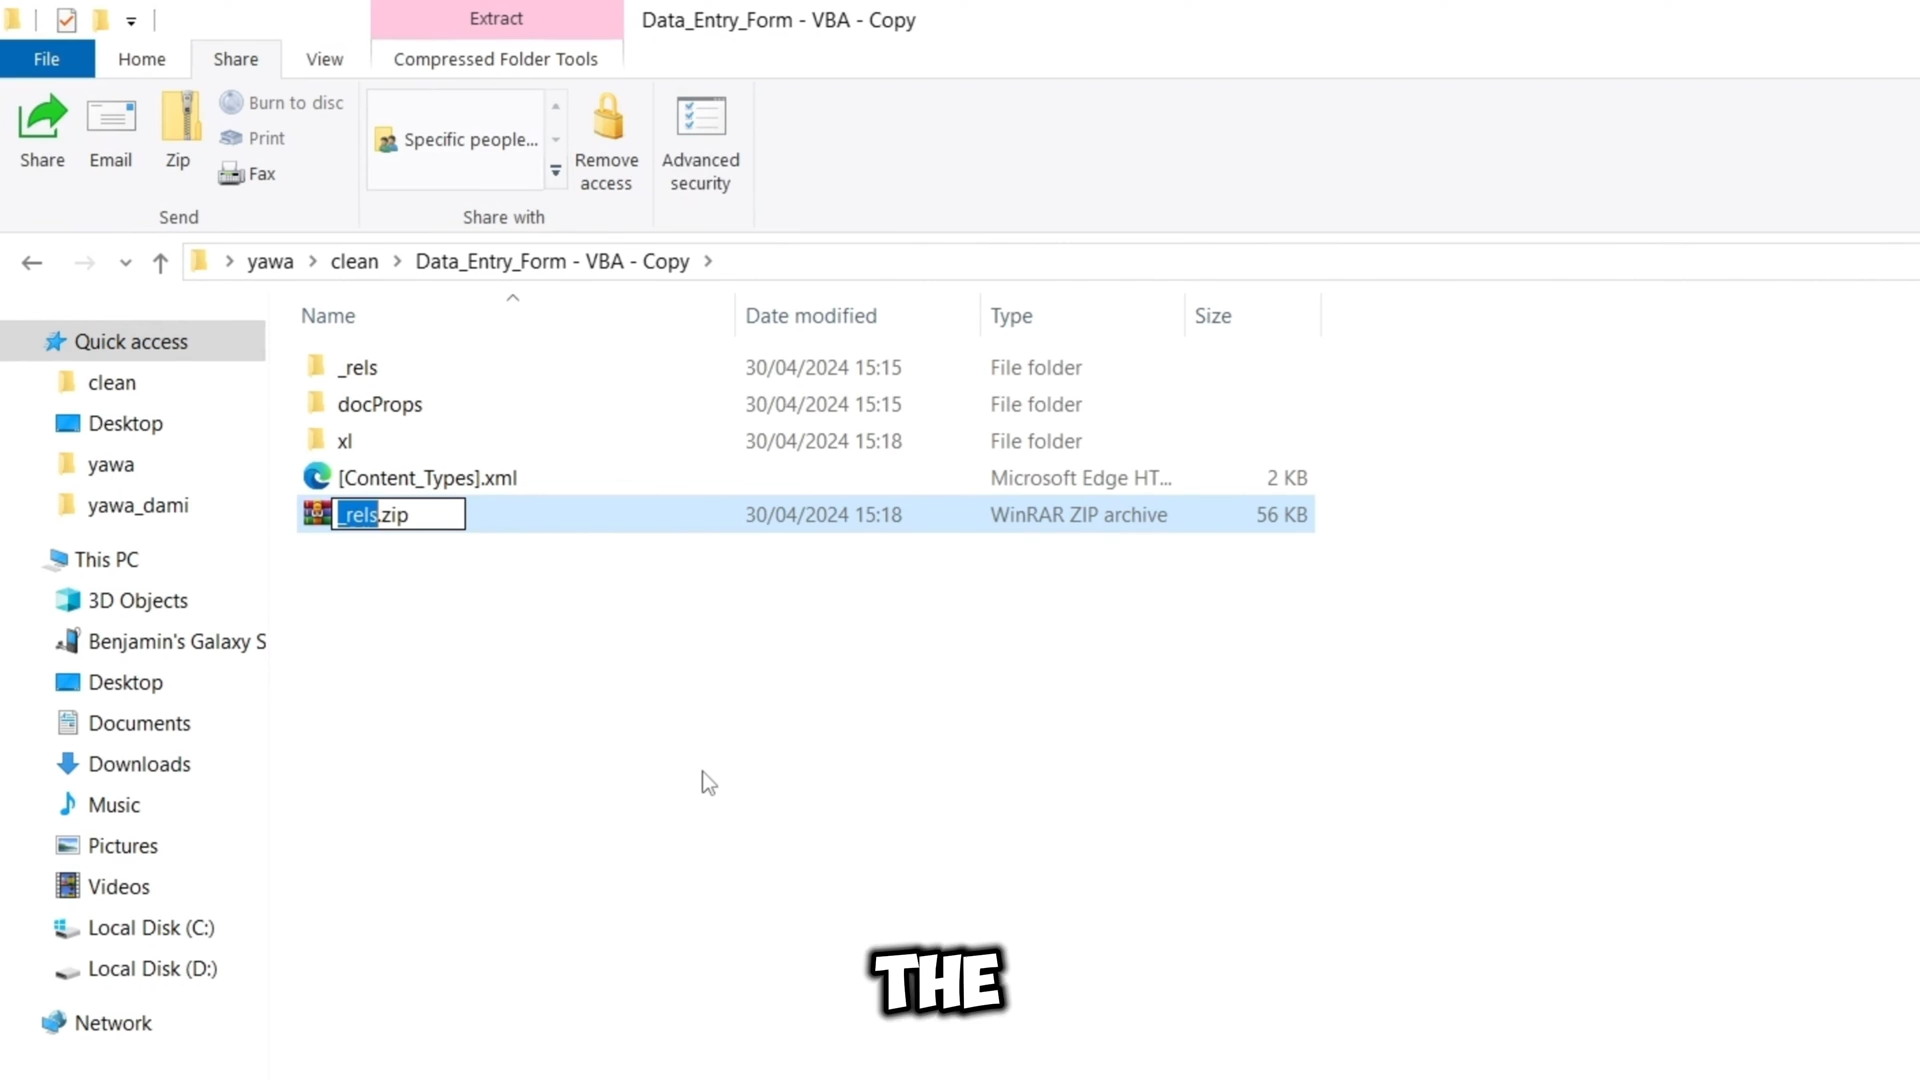 Extract
Data_Entry_Form - VBA - Copy
File
Home
Share
View
Compressed Folder Tools
Share
Email
Zip
Burn to disc
Print
Fax
Specific people...
Remove
access
Advanced
security
Send
Share with
yawa
clean
Data_Entry_Form - VBA - Copy
Name
Date modified
Type
Size
Quick access
clean
Desktop
yawa
yawa_dami
This PC
3D Objects
Benjamin's Galaxy S
Desktop
Documents
Downloads
Music
Pictures
Videos
Local Disk (C:)
Local Disk (D:)
Network
_rels 30/04/2024 15:15 File folder
docProps 30/04/2024 15:15 File folder
xl 30/04/2024 15:18 File folder
[Content_Types].xml Microsoft Edge HT... 2 KB
_rels.zip 30/04/2024 15:18 WinRAR ZIP archive 56 KB
THE